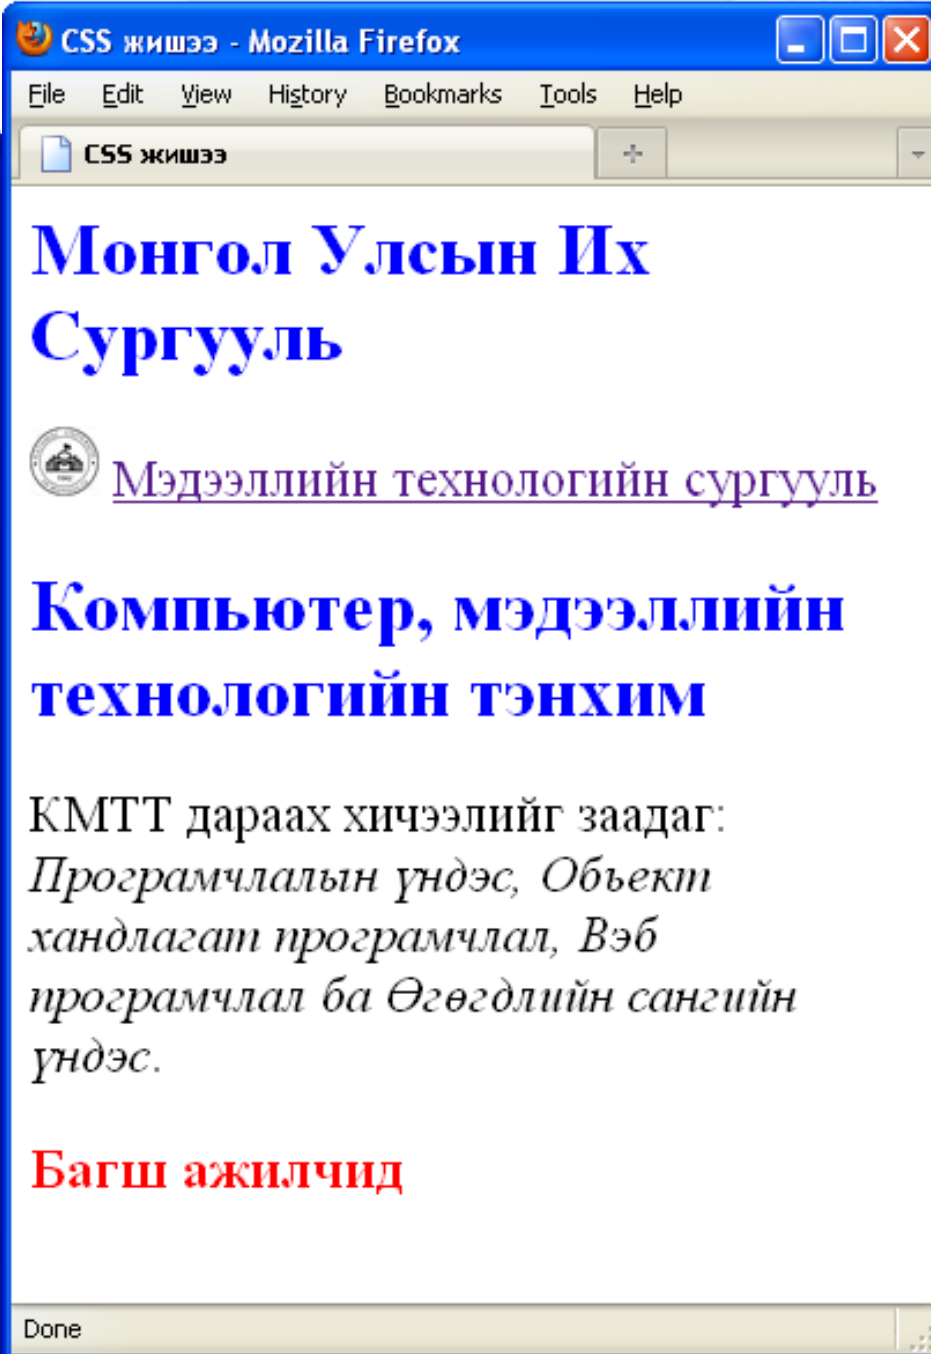 CSS жишээ - Mozilla Firefox
File Edit View History Bookmarks Tools Help
CSS жишээ
Монгол Улсын Их
Сургууль
Мэдээллийн технологийн сургууль
Компьютер, мэдээллийн
технологийн тэнхим
КМТТ дараах хичээлийг заадаг:
Програмчлалын үндэс, Обьект
хандлагат програмчлал, Вэб
програмчлал ба Өгөгдлийн сангийн
үндэс.
Багш ажилчид
Done